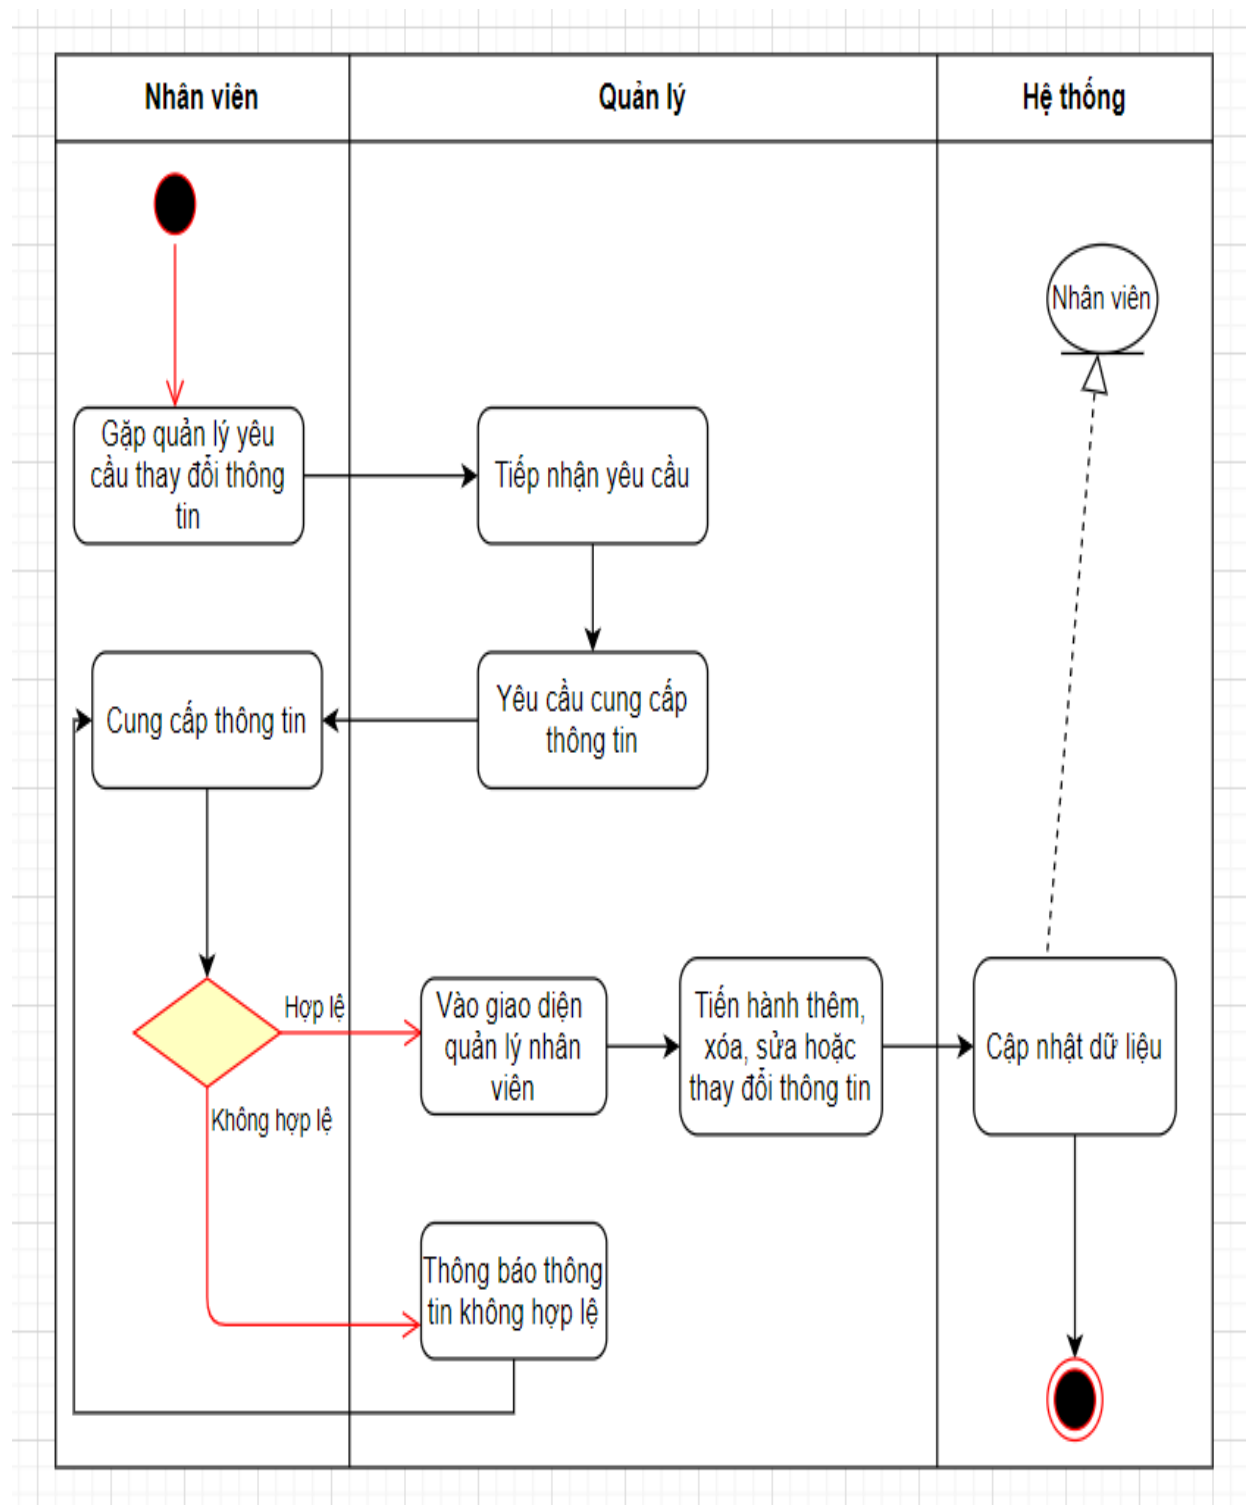 Nhân viên
Quản lý
Hệ thống
Nhân viên
Gặp quản lý yêu
cầu thay đổi thông
tin
Tiếp nhận yêu cầu
Cung cấp thông tin
Yêu cầu cung cấp
thông tin
Hợp lệ
Không hợp lệ
Vào giao diện
quản lý nhân
viên
Tiến hành thêm,
xóa, sửa hoặc
thay đổi thông tin
Cập nhật dữ liệu
Thông báo thông
tin không hợp lệ